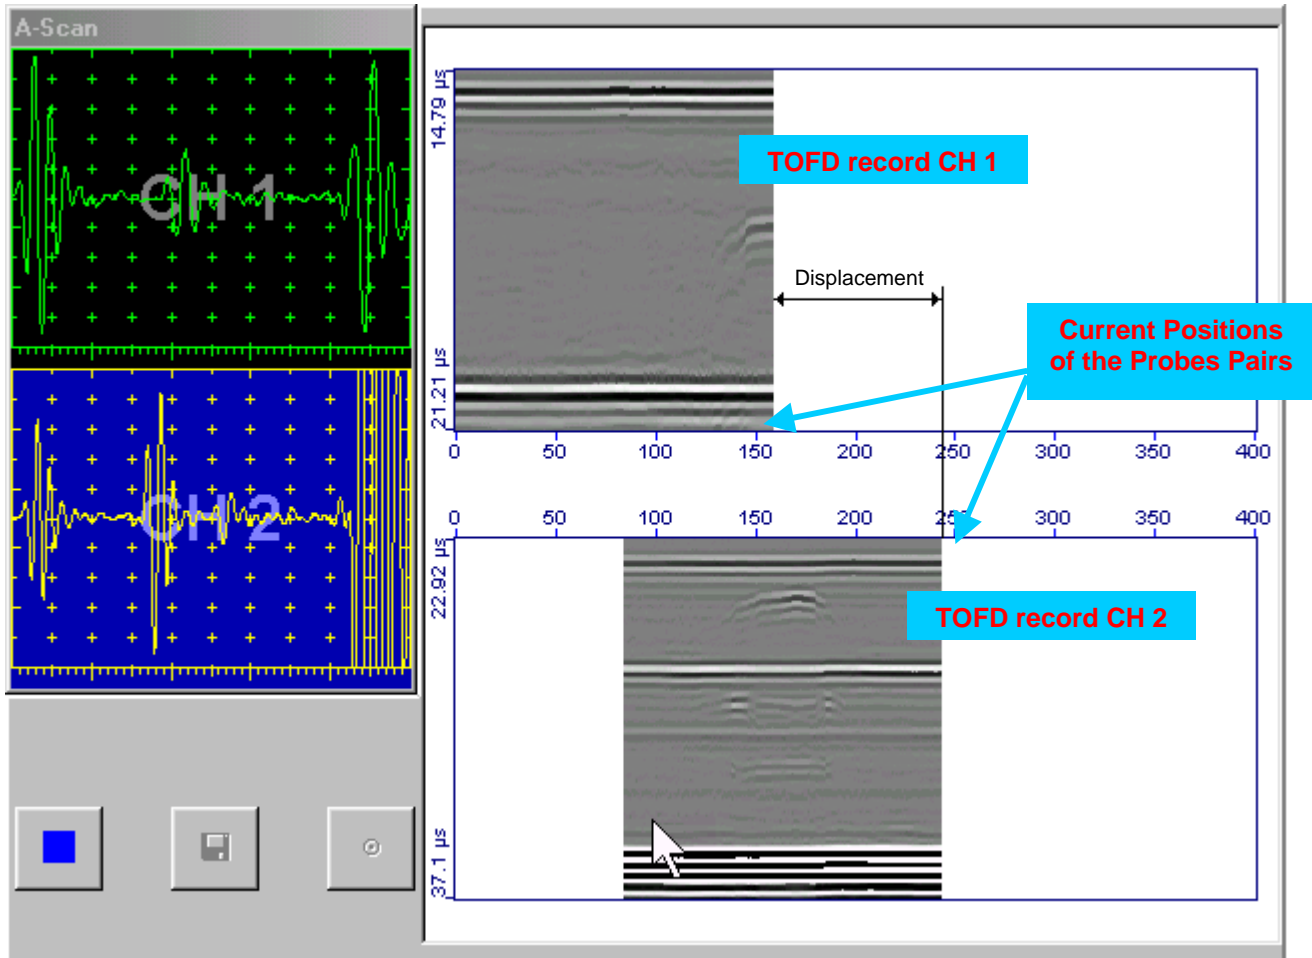 A-Scan
CH 1
CH 2
14.79 µs
21.21 µs
TOFD record CH 1
Displacement
Current Positions
of the Probes Pairs
0 50 100 150 200 250 300 350 400
0 50 100 150 200 250 300 350 400
22.92 µs
37.1 µs
TOFD record CH 2